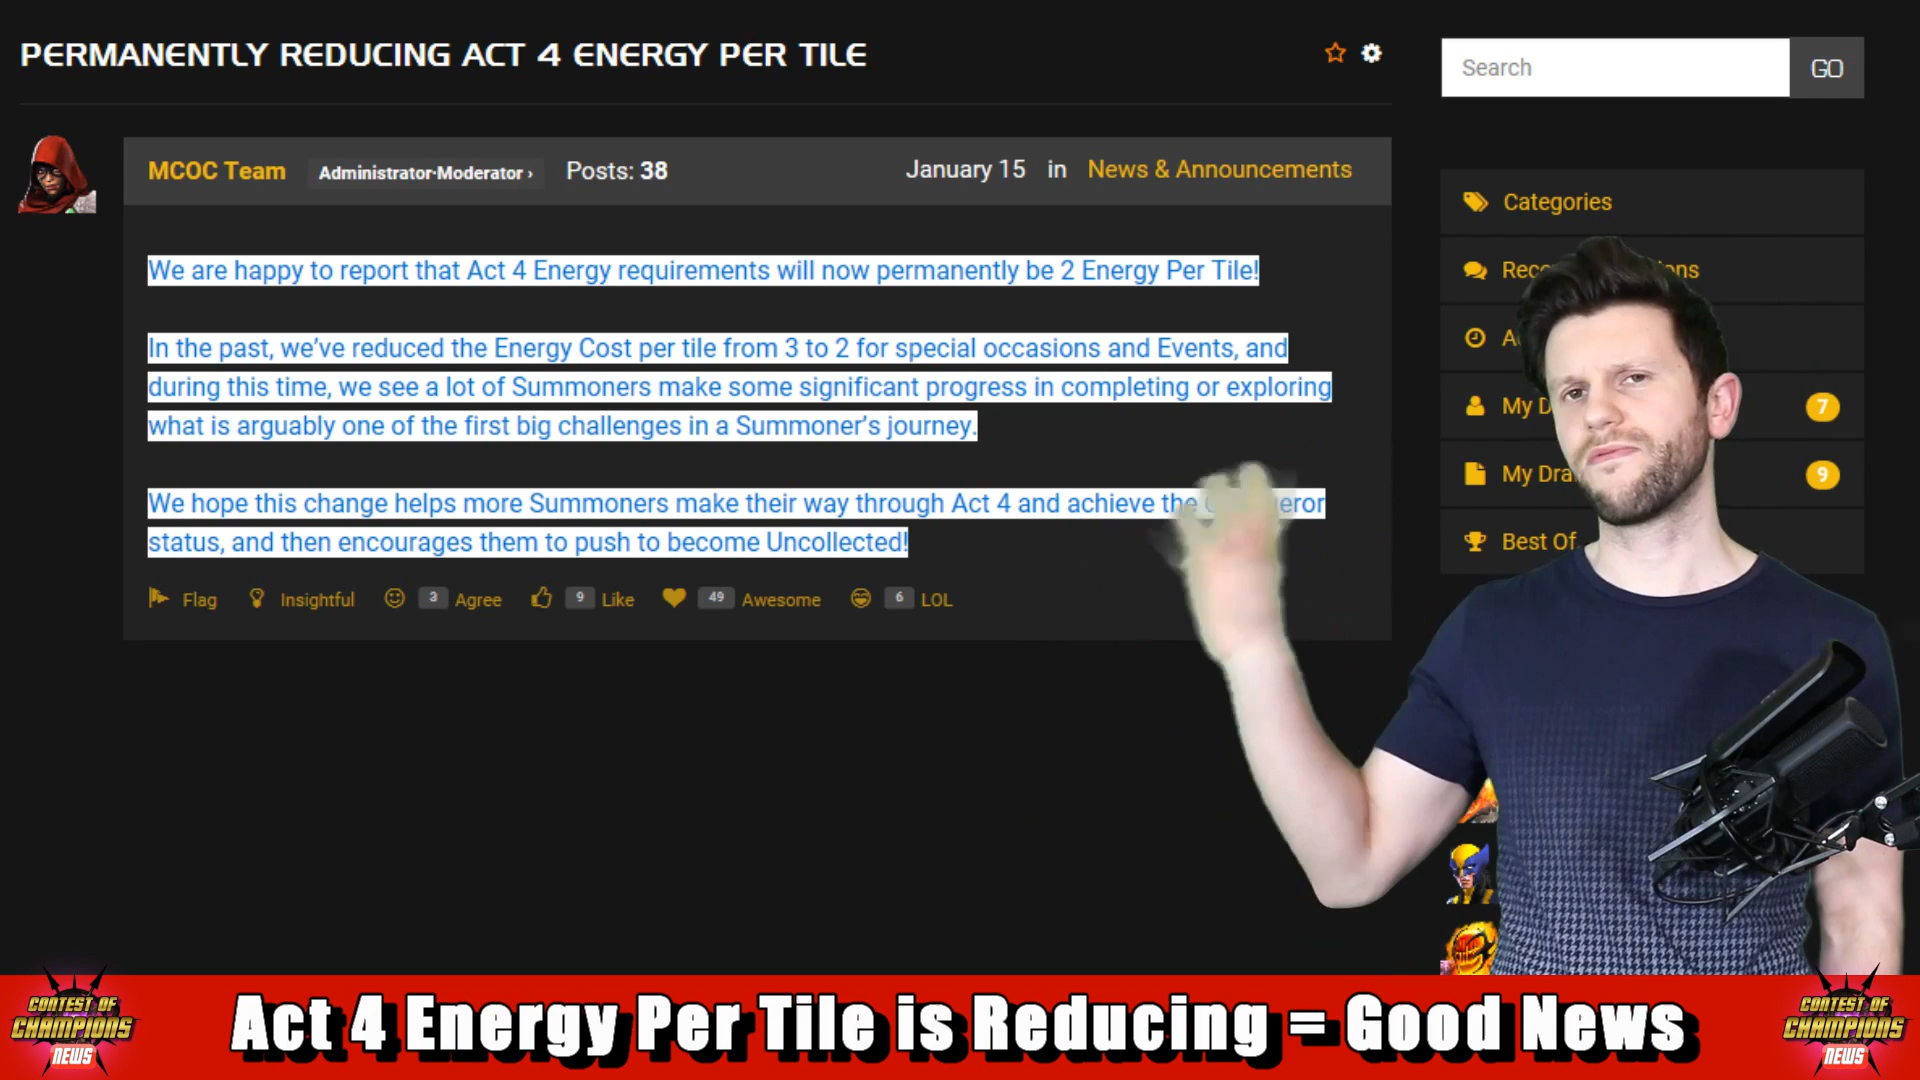 PERMANENTLY REDUCING ACT 4 ENERGY PER TILE
Search
GO
MCOC Team Administrator·Moderator › Posts: 38 January 15 in News & Announcements
We are happy to report that Act 4 Energy requirements will now permanently be 2 Energy Per Tile!
In the past, we've reduced the Energy Cost per tile from 3 to 2 for special occasions and Events, and
during this time, we see a lot of Summoners make some significant progress in completing or exploring
what is arguably one of the first big challenges in a Summoner's journey.
We hope this change helps more Summoners make their way through Act 4 and achieve the
status, and then encourages them to push to become Uncollected!
Flag Insightful 3 Agree 9 Like 49 Awesome 6 LOL
Categories
My 7
My 9
Best Of
Act 4 Energy Per Tile is Reducing = Good News
CONTEST OF
CHAMPIONS
NEWS
CONTEST OF
CHAMPIONS
NEWS